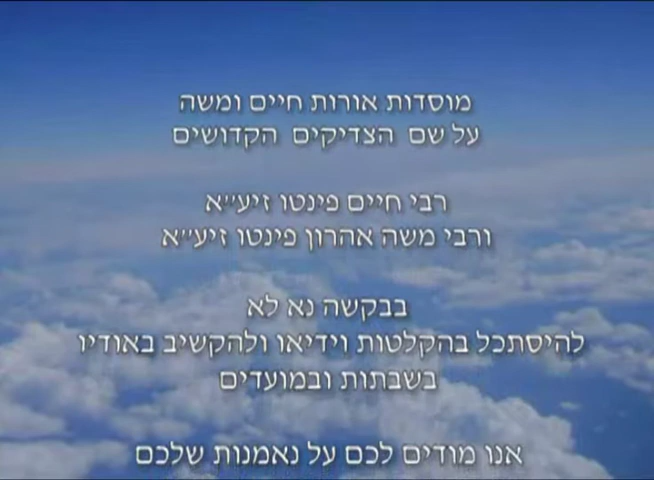 מוסדות אורות חיים ומשה
על שם הצדיקים הקדושים
רבי חיים פינטו זיע״א
ורבי משה אהרון פינטו זיע״א
בבקשה נא לא
להיסתכל בהקלטות וידיאו ולהקשיב באודיו
בשבתות ובמועדים
אנו מודים לכם על נאמנות שלכם